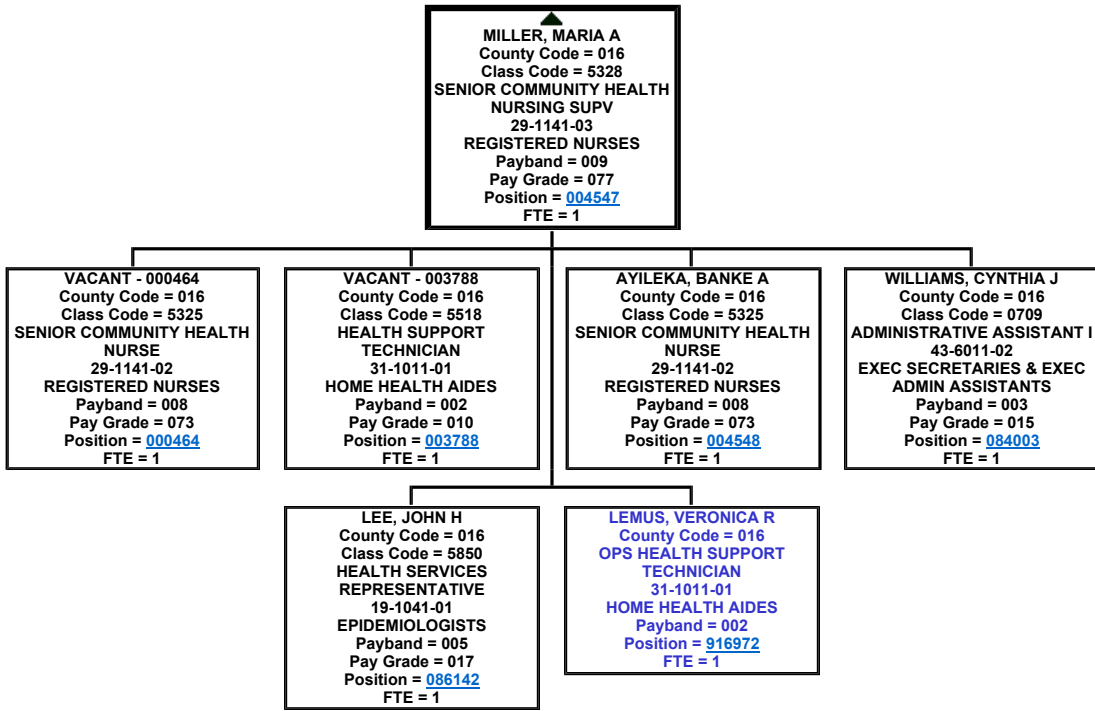 MILLER, MARIA A
County Code = 016
Class Code = 5328
SENIOR COMMUNITY HEALTH
NURSING SUPV
29-1141-03
REGISTERED NURSES
Payband = 009
Pay Grade = 077
Position = 004547
FTE = 1
VACANT - 000464
County Code = 016
Class Code = 5325
SENIOR COMMUNITY HEALTH
NURSE
29-1141-02
REGISTERED NURSES
Payband = 008
Pay Grade = 073
Position = 000464
FTE = 1
VACANT - 003788
County Code = 016
Class Code = 5518
HEALTH SUPPORT
TECHNICIAN
31-1011-01
HOME HEALTH AIDES
Payband = 002
Pay Grade = 010
Position = 003788
FTE = 1
AYILEKA, BANKE A
County Code = 016
Class Code = 5325
SENIOR COMMUNITY HEALTH
NURSE
29-1141-02
REGISTERED NURSES
Payband = 008
Pay Grade = 073
Position = 004548
FTE = 1
WILLIAMS, CYNTHIA J
County Code = 016
Class Code = 0709
ADMINISTRATIVE ASSISTANT I
43-6011-02
EXEC SECRETARIES & EXEC
ADMIN ASSISTANTS
Payband = 003
Pay Grade = 015
Position = 084003
FTE = 1
LEE, JOHN H
County Code = 016
Class Code = 5850
HEALTH SERVICES
REPRESENTATIVE
19-1041-01
EPIDEMIOLOGISTS
Payband = 005
Pay Grade = 017
Position = 086142
FTE = 1
LEMUS, VERONICA R
County Code = 016
OPS HEALTH SUPPORT
TECHNICIAN
31-1011-01
HOME HEALTH AIDES
Payband = 002
Position = 916972
FTE = 1